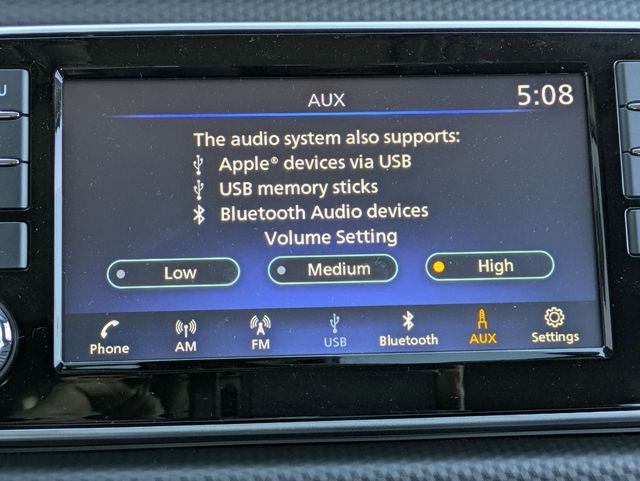 U
AUX
5:08
The audio system also supports:
Apple® devices via USB
USB memory sticks
Bluetooth Audio devices
Volume Setting
Low
Medium
High
Phone
AM
FM
USB
Bluetooth
AUX
Settings